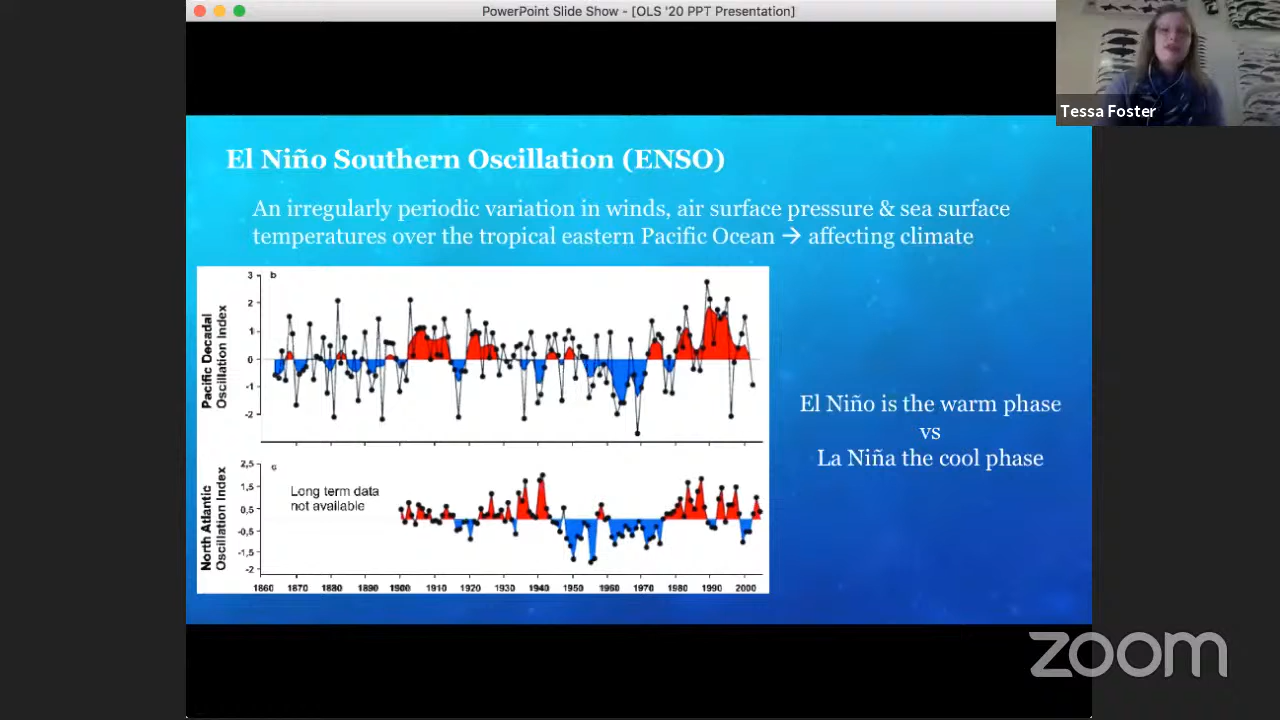 PowerPoint Slide Show - [OLS '20 PPT Presentation]
Tessa Foster
El Niño Southern Oscillation (ENSO)
An irregularly periodic variation in winds, air surface pressure & sea surface
temperatures over the tropical eastern Pacific Ocean → affecting climate
b
Pacific Decadal
Oscillation Index
3
2
1
0
-1
-2
El Niño is the warm phase
vs
La Niña the cool phase
c
North Atlantic
Oscillation Index
2,5
1,5
0,5
-0,5
-1,5
-2
Long term data
not available
1860 1870 1880 1890 1900 1910 1920 1930 1940 1950 1960 1970 1980 1990 2000
zoom